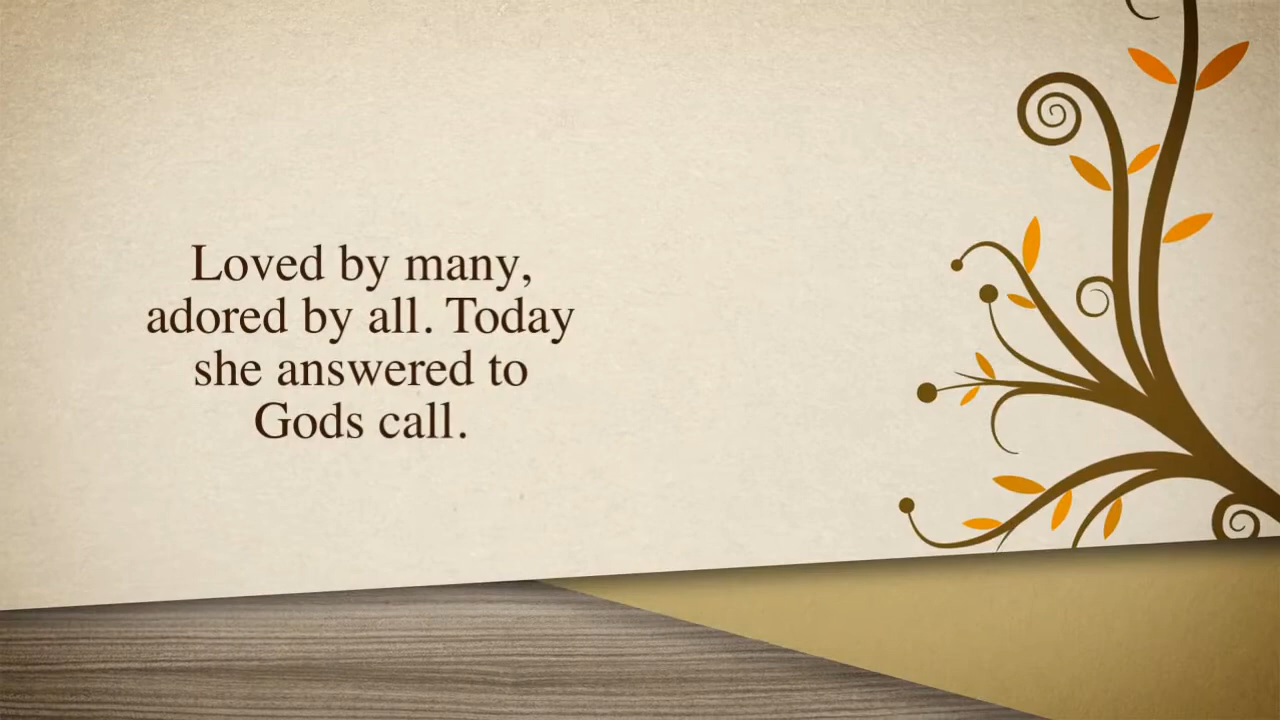 Loved by many,
adored by all. Today
she answered to
Gods call.